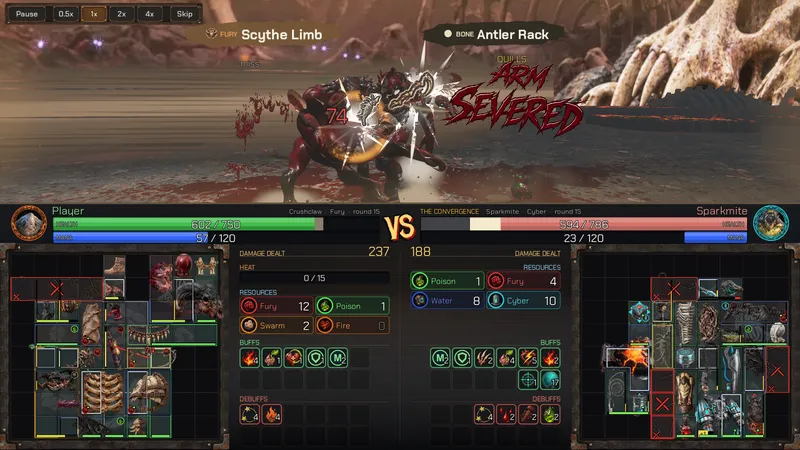 Pause 0.5x 1x 2x 4x Skip
FURY Scythe Limb
BONE Antler Rack
QUILLS
ARM
SEVERED
74
Player
Crushclaw · Fury · round 15
VS
THE CONVERGENCE Sparkmite · Cyber · round 15
Sparkmite
HEALTH 602 / 750
594 / 786 HEALTH
57 / 120
23 / 120
DAMAGE DEALT 237
188 DAMAGE DEALT
HEAT
0 / 15
RESOURCES
Fury 12
Poison 1
Swarm 2
Fire 0
RESOURCES
Poison 1
Fury 4
Water 8
Cyber 10
BUFFS
BUFFS
DEBUFFS
DEBUFFS